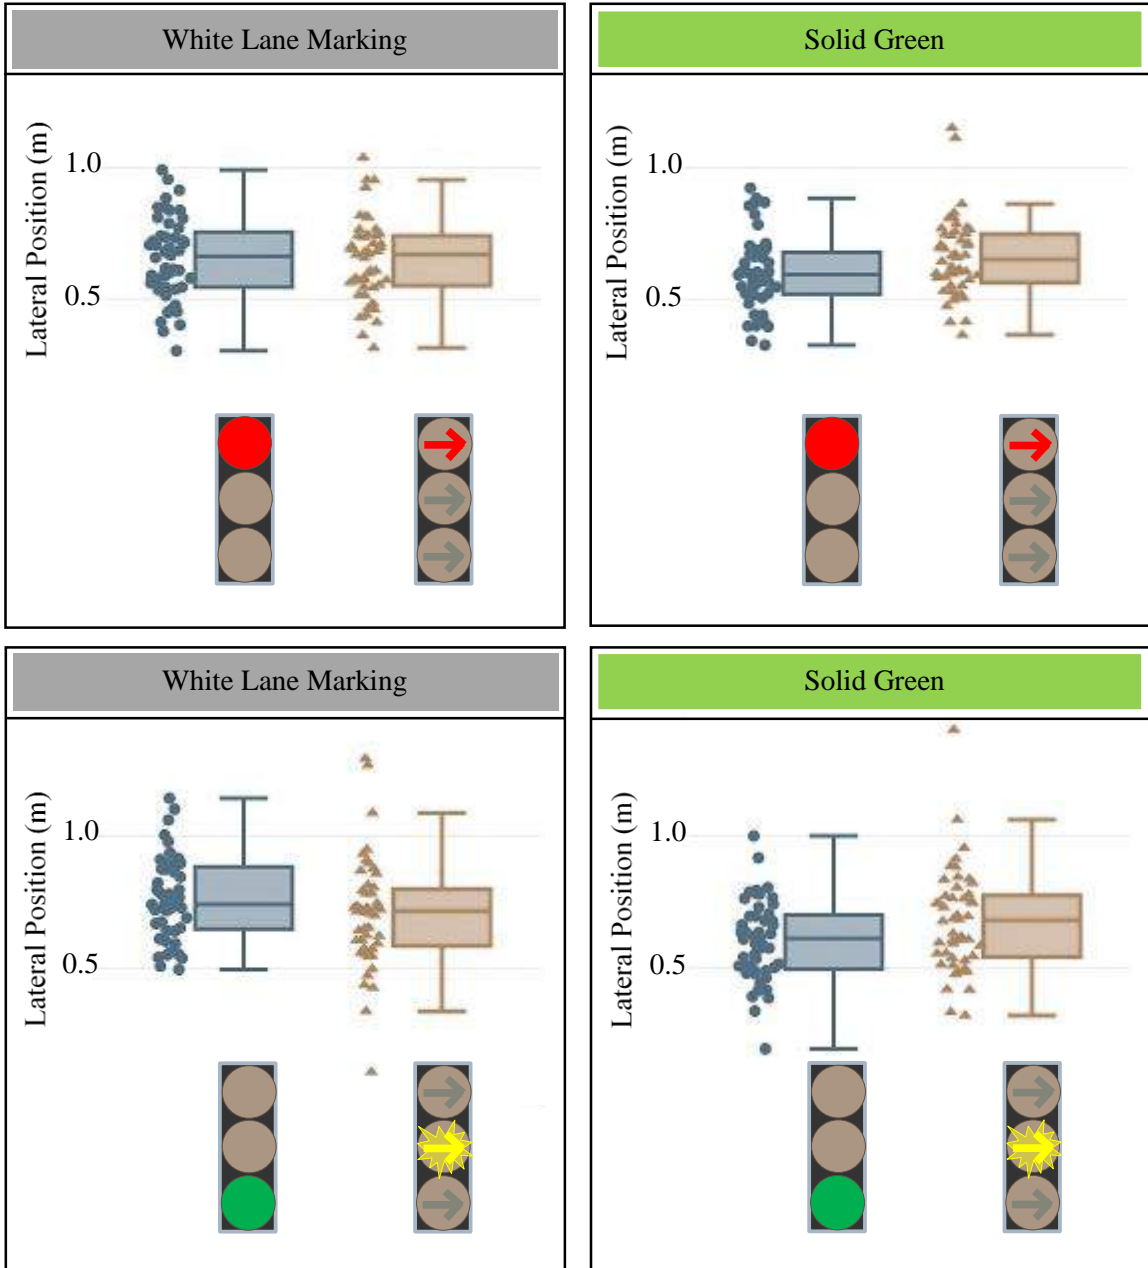 White Lane Marking
Solid Green
Lateral Position (m)
1.0
0.5
Lateral Position (m)
1.0
0.5
White Lane Marking
Solid Green
Lateral Position (m)
1.0
0.5
Lateral Position (m)
1.0
0.5